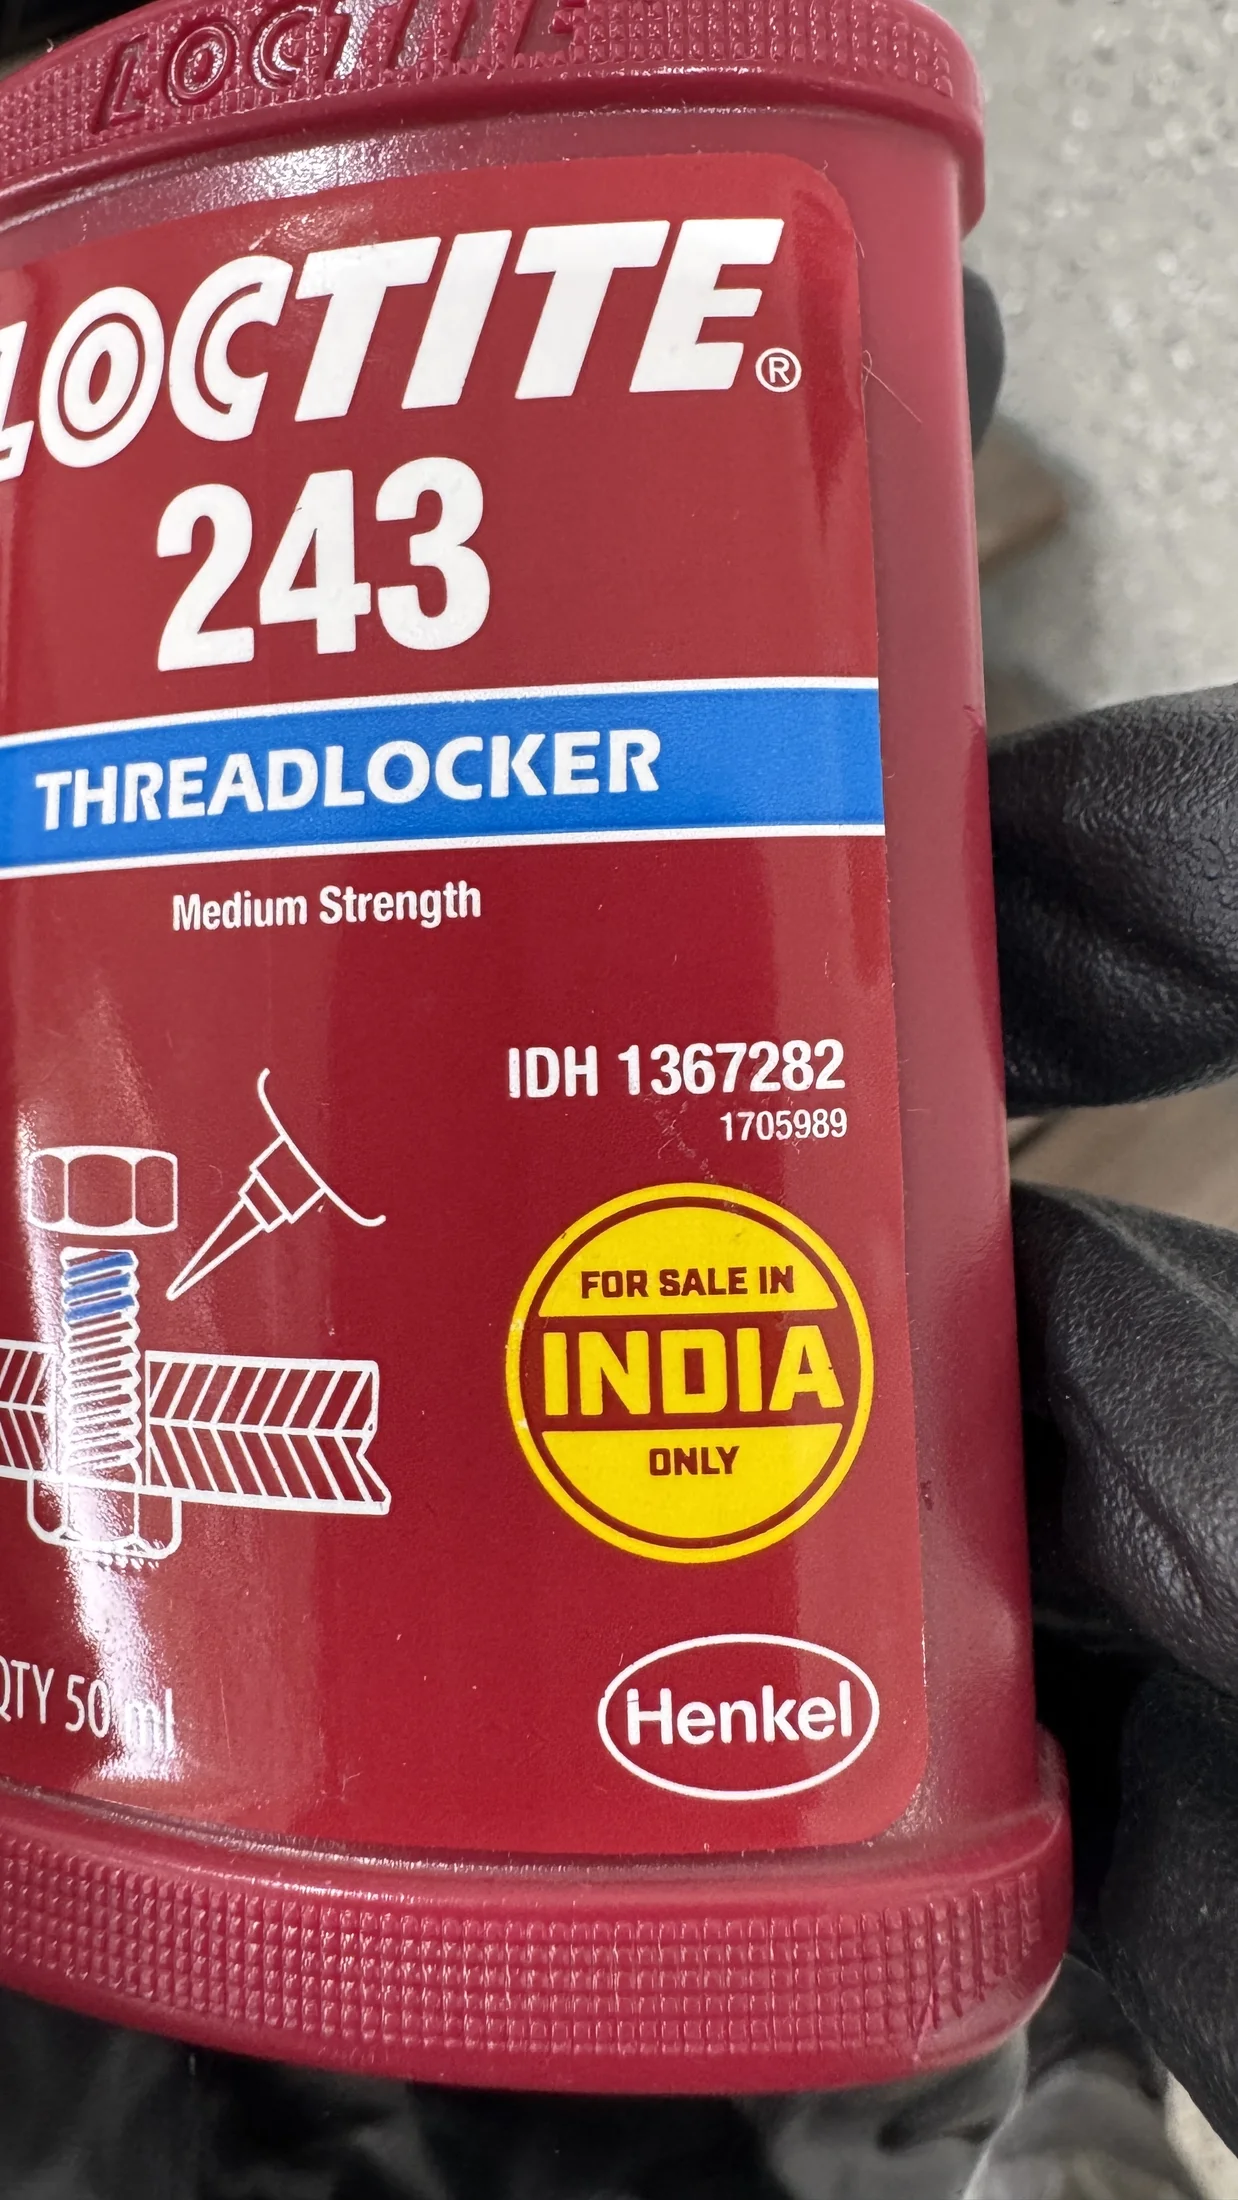 LOCTITE
LOCTITE®
243
THREADLOCKER
Medium Strength
IDH 1367282
1705989
FOR SALE IN
INDIA
ONLY
QTY 50 ml
Henkel